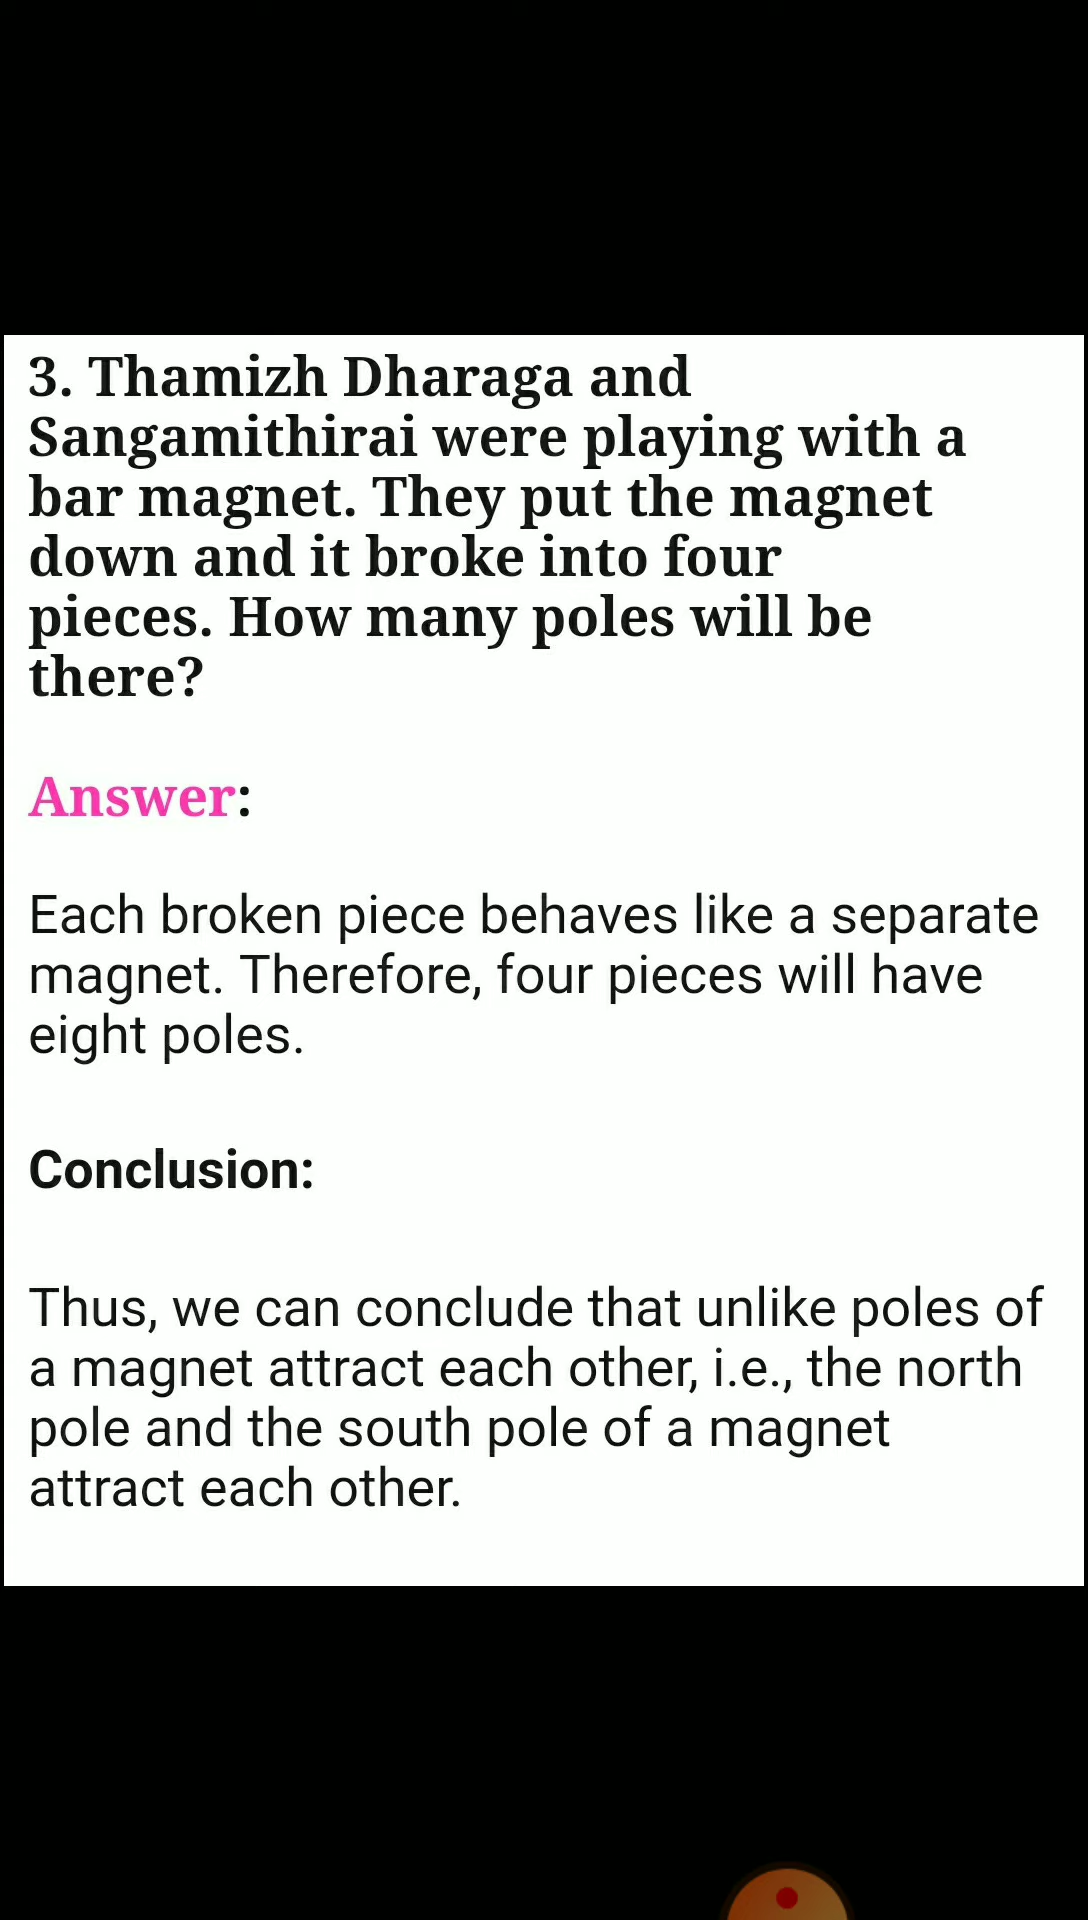 3. Thamizh Dharaga and
Sangamithirai were playing with a
bar magnet. They put the magnet
down and it broke into four
pieces. How many poles will be
there?
Answer:
Each broken piece behaves like a separate
magnet. Therefore, four pieces will have
eight poles.
Conclusion:
Thus, we can conclude that unlike poles of
a magnet attract each other, i.e., the north
pole and the south pole of a magnet
attract each other.